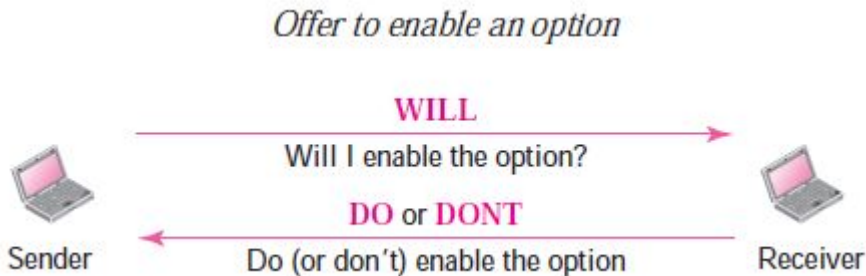 Offer to enable an option
WILL
Will I enable the option?
DO or DONT
Sender
Do (or don't) enable the option
Receiver